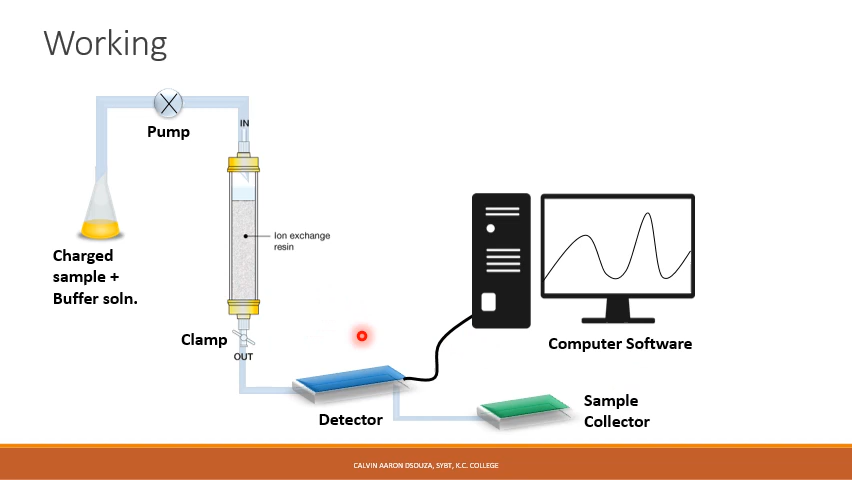 Working
Pump
IN
Ion exchange
resin
Charged
sample +
Buffer soln.
Clamp
OUT
Computer Software
Detector
Sample
Collector
CALVIN AARON DSOUZA, SYBT, K.C. COLLEGE